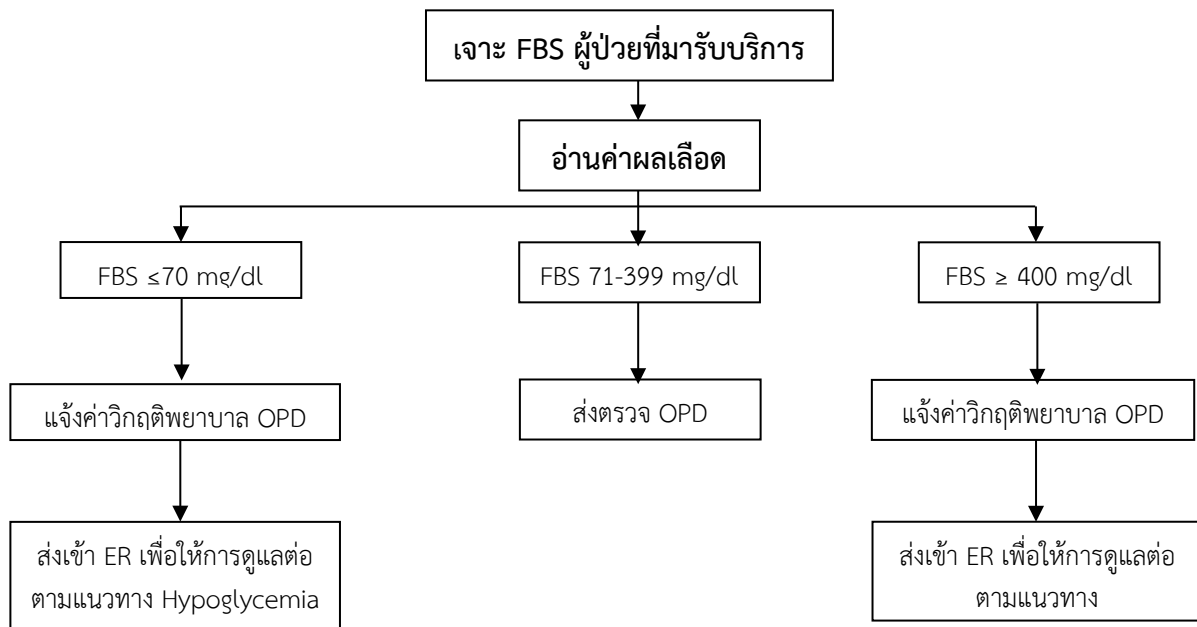 เจาะ FBS ผู้ป่วยที่มารับบริการ
อ่านค่าผลเลือด
FBS ≤70 mg/dl
FBS 71-399 mg/dl
FBS ≥ 400 mg/dl
แจ้งค่าวิกฤติพยาบาล OPD
ส่งตรวจ OPD
แจ้งค่าวิกฤติพยาบาล OPD
ส่งเข้า ER เพื่อให้การดูแลต่อ
ตามแนวทาง Hypoglycemia
ส่งเข้า ER เพื่อให้การดูแลต่อ
ตามแนวทาง